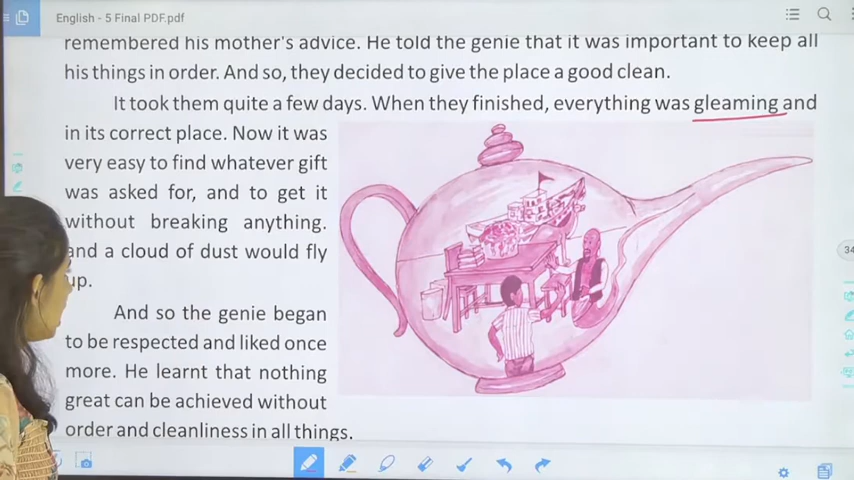 English - 5 Final PDF.pdf
remembered his mother's advice. He told the genie that it was important to keep all
his things in order. And so, they decided to give the place a good clean.
It took them quite a few days. When they finished, everything was gleaming and
in its correct place. Now it was
very easy to find whatever gift
was asked for, and to get it
without breaking anything.
and a cloud of dust would fly
up.
34
And so the genie began
to be respected and liked once
more. He learnt that nothing
great can be achieved without
order and cleanliness in all things.